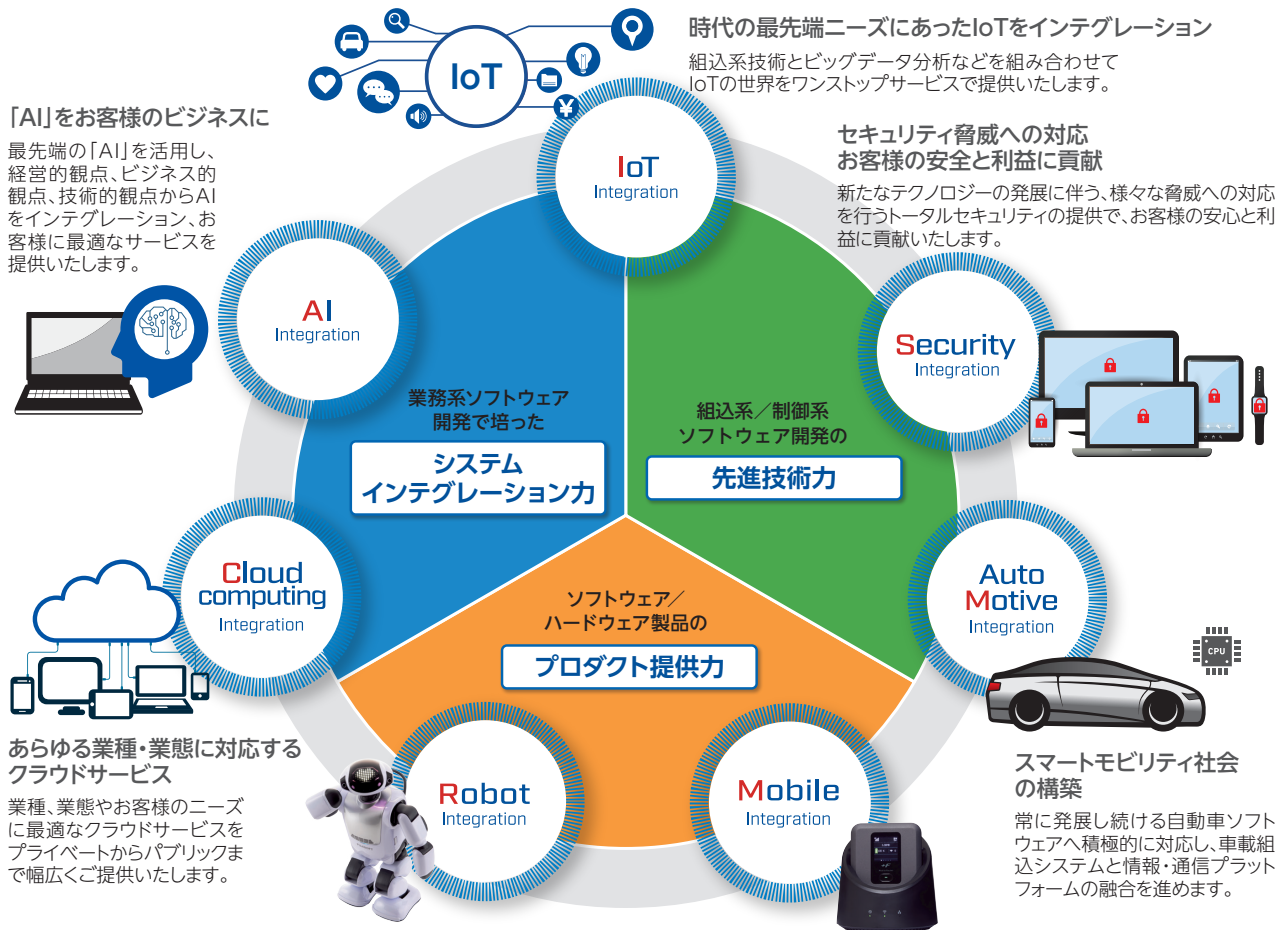 IoT
時代の最先端ニーズにあったIoTをインテグレーション
組込系技術とビッグデータ分析などを組み合わせて
IoTの世界をワンストップサービスで提供いたします。
「AI」をお客様のビジネスに
最先端の「AI」を活用し、
経営的観点、ビジネス的
観点、技術的観点からAI
をインテグレーション、お
客様に最適なサービスを
提供いたします。
セキュリティ脅威への対応
お客様の安全と利益に貢献
新たなテクノロジーの発展に伴う、様々な脅威への対応
を行うトータルセキュリティの提供で、お客様の安心と利
益に貢献いたします。
IoT
Integration
AI
Integration
Security
Integration
業務系ソフトウェア
開発で培った
システム
インテグレーション力
組込系／制御系
ソフトウェア開発の
先進技術力
Cloud
computing
Integration
Auto
Motive
Integration
ソフトウェア／
ハードウェア製品の
プロダクト提供力
CPU
Robot
Integration
Mobile
Integration
あらゆる業種・業態に対応する
クラウドサービス
業種、業態やお客様のニーズ
に最適なクラウドサービスを
プライベートからパブリックま
で幅広くご提供いたします。
スマートモビリティ社会
の構築
常に発展し続ける自動車ソフト
ウェアへ積極的に対応し、車載組
込システムと情報・通信プラット
フォームの融合を進めます。